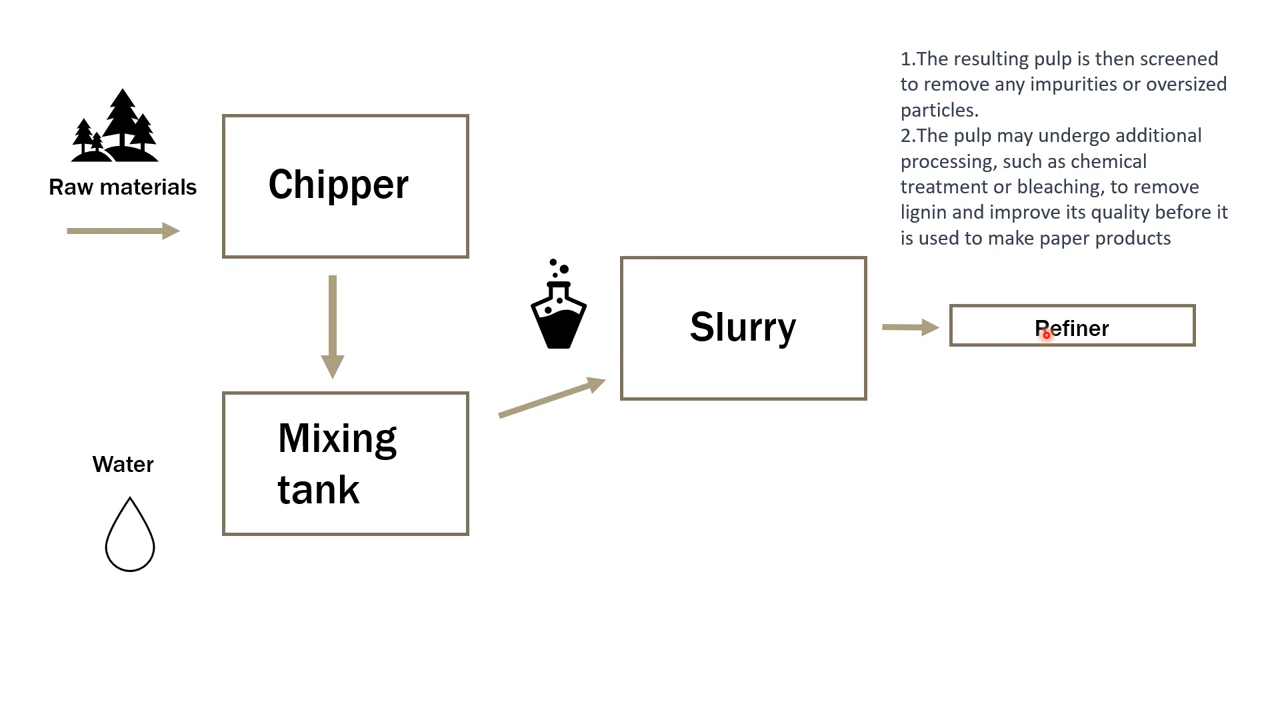 1.The resulting pulp is then screened
to remove any impurities or oversized
particles.
2.The pulp may undergo additional
processing, such as chemical
treatment or bleaching, to remove
lignin and improve its quality before it
is used to make paper products
Raw materials
Chipper
Slurry
Refiner
Mixing
tank
Water